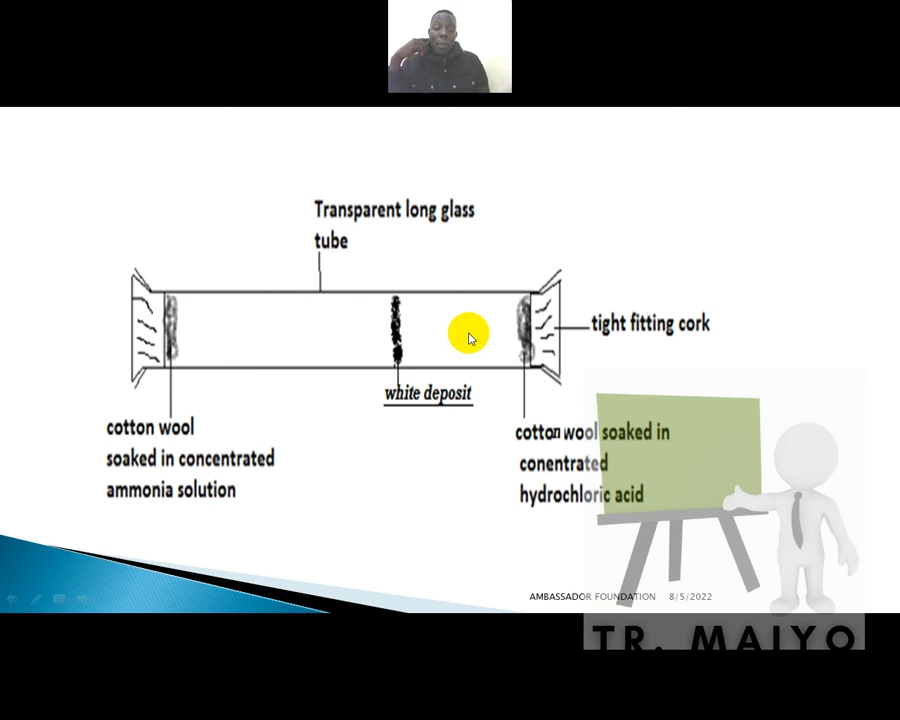 Transparent long glass
tube
tight fitting cork
white deposit
cotton wool
soaked in concentrated
ammonia solution
cotton wool soaked in
conentrated
hydrochloric acid
AMBASSADOR FOUNDATION 8/5/2022
TR. MAIYO